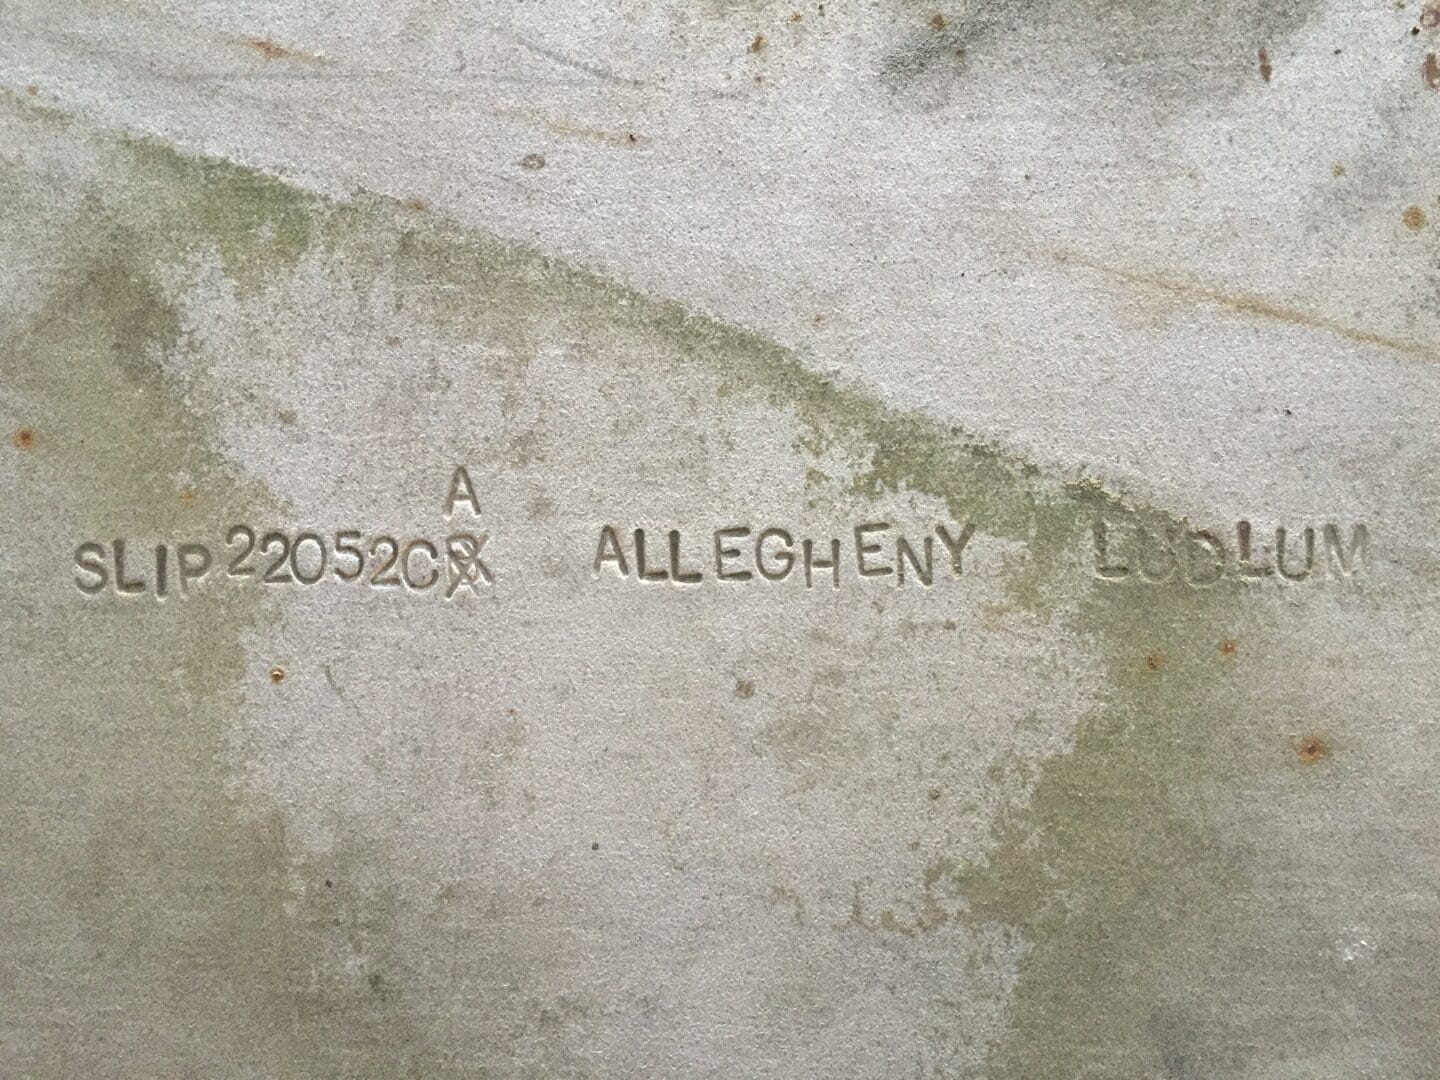 A
SLIP 22052C ALLEGHENY LUDLUM